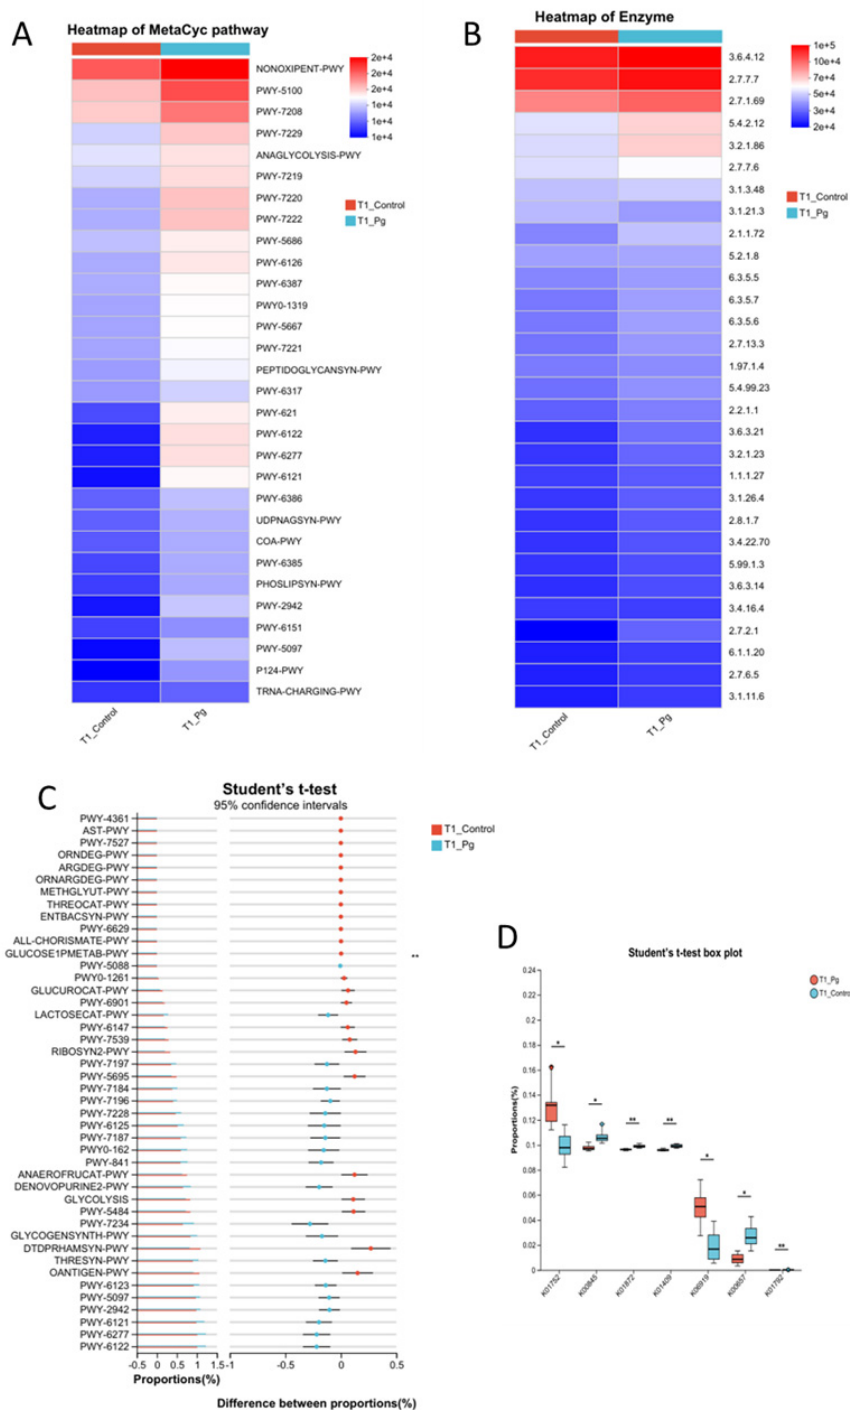 A
Heatmap of MetaCyc pathway
2e+4
2e+4
1e+4
1e+4
1e+4
T1_Control
T1_Pg
NONOXIPENT-PWY
PWY-5100
PWY-7208
PWY-7229
ANAGLYCOLYSIS-PWY
PWY-7219
PWY-7220
PWY-7222
PWY-5686
PWY-6126
PWY-6387
PWY0-1319
PWY-5667
PWY-7221
PEPTIDOGLYCANSYN-PWY
PWY-6317
PWY-621
PWY-6122
PWY-6277
PWY-6121
PWY-6386
UDPNAGSYN-PWY
COA-PWY
PWY-6385
PHOSLIPSYN-PWY
PWY-2942
PWY-6151
PWY-5097
P124-PWY
TRNA-CHARGING-PWY
T1_Control
T1_Pg
B
Heatmap of Enzyme
1e+5
7e+4
5e+4
3e+4
2e+4
T1_Control
T1_Pg
3.6.4.12
2.7.7.7
2.7.1.69
5.4.2.12
3.2.1.86
2.7.7.6
3.1.3.48
3.1.21.3
2.1.1.72
5.2.1.8
6.3.5.5
6.3.5.7
6.3.5.6
2.7.13.3
1.97.1.4
5.4.99.23
2.2.1.1
3.6.3.21
3.2.1.23
1.1.1.27
3.1.26.4
2.8.1.7
3.4.22.70
5.99.1.3
3.6.3.14
3.4.16.4
2.7.2.1
6.1.1.20
2.7.6.5
3.1.11.6
T1_Control
T1_Pg
C
Student's t-test
95% confidence intervals
T1_Control
T1_Pg
PWY-4361
AST-PWY
PWY-7527
ORNDEG-PWY
ARGDEG-PWY
ORNARGDEG-PWY
METHGLYUT-PWY
THREOCAT-PWY
ENTBACSYN-PWY
PWY-6629
ALL-CHORISMATE-PWY
GLUCOSE1PMETAB-PWY
**
PWY-5088
PWY0-1261
GLUCUROCAT-PWY
PWY-6901
LACTOSECAT-PWY
PWY-6147
PWY-7539
RIBOSYN2-PWY
PWY-7197
PWY-5695
PWY-7184
PWY-7196
PWY-7228
PWY-6125
PWY-7187
PWY0-162
PWY-841
ANAEROFRUCAT-PWY
DENOVOPURINE2-PWY
GLYCOLYSIS
PWY-5484
PWY-7234
GLYCOGENSYNTH-PWY
DTDPRHAMSYN-PWY
THRESYN-PWY
OANTIGEN-PWY
PWY-6123
PWY-5097
PWY-2942
PWY-6121
PWY-6277
PWY-6122
-0.5 0 0.5 1 1.5 -1 -0.5 0 0.5
Proportions(%)
Difference between proportions(%)
D
Student's t-test box plot
T1_Pg
T1_Control
Proportions(%)
0.24
0.22
0.2
0.18
0.16
0.14
0.12
0.1
0.08
0.06
0.04
0.02
0
* * ** ** * * **
K01752
K00845
K01872
K01409
K06919
K00657
K01792